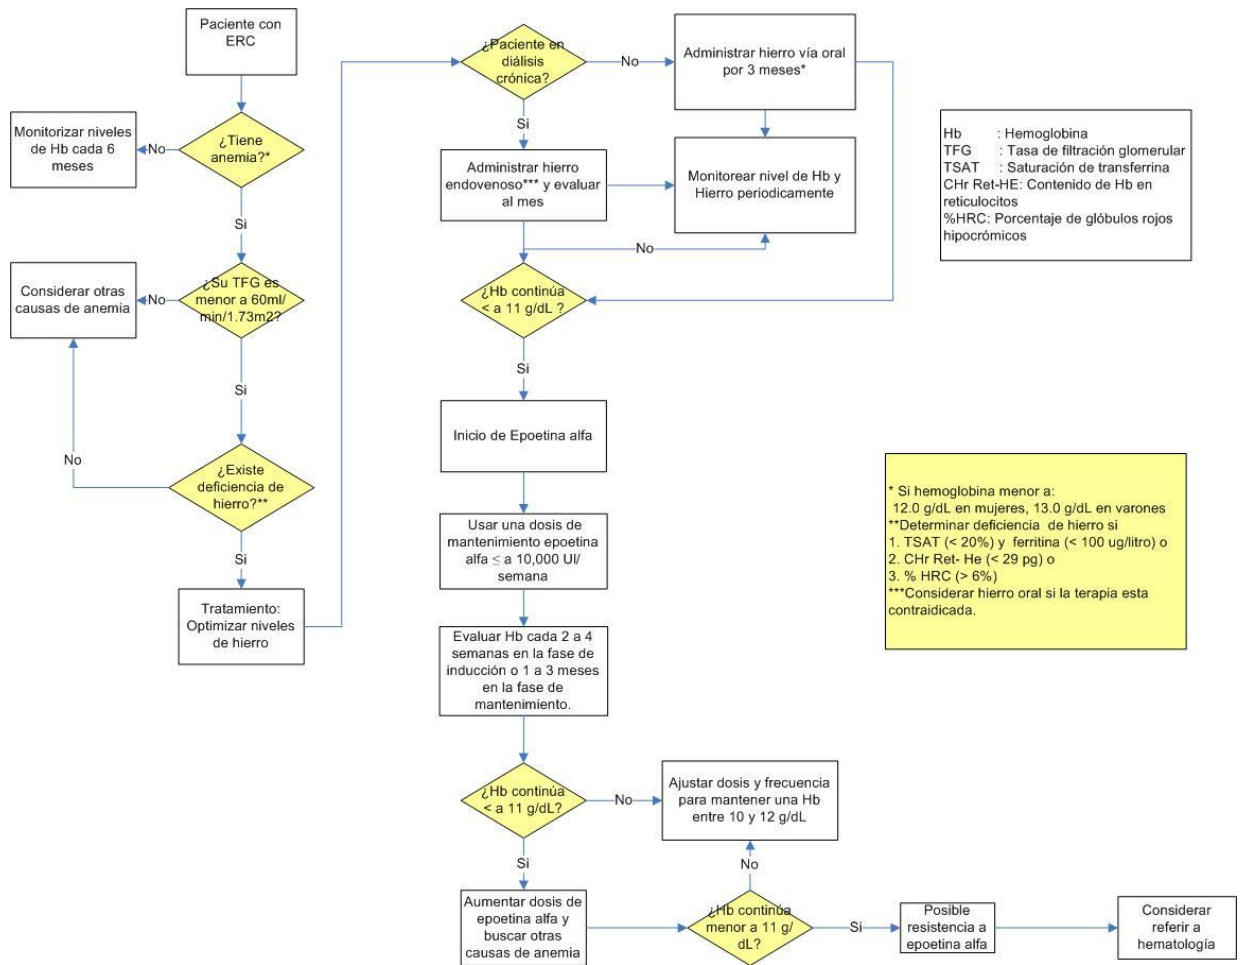 Paciente con
ERC
¿Tiene
anemia?*
No
Monitorizar niveles
de Hb cada 6
meses
Si
¿Su TFG es
menor a 60ml/
min/1.73m2?
No
Considerar otras
causas de anemia
Si
¿Existe
deficiencia de
hierro?**
No
Si
Tratamiento:
Optimizar niveles
de hierro
¿Paciente en
diálisis
crónica?
No
Administrar hierro vía oral
por 3 meses*
Si
Administrar hierro
endovenoso*** y evaluar
al mes
Monitorear nivel de Hb y
Hierro periodicamente
No
¿Hb continúa
< a 11 g/dL ?
Si
Inicio de Epoetina alfa
Usar una dosis de
mantenimiento epoetina
alfa ≤ a 10,000 UI/
semana
Evaluar Hb cada 2 a 4
semanas en la fase de
inducción o 1 a 3 meses
en la fase de
mantenimiento.
¿Hb continúa
< a 11 g/dL?
No
Ajustar dosis y frecuencia
para mantener una Hb
entre 10 y 12 g/dL
Si
Aumentar dosis de
epoetina alfa y
buscar otras
causas de anemia
¿Hb continúa
menor a 11 g/
dL?
No
Si
Posible
resistencia a
epoetina alfa
Considerar
referir a
hematología
Hb : Hemoglobina
TFG : Tasa de filtración glomerular
TSAT : Saturación de transferrina
CHr Ret-HE: Contenido de Hb en
reticulocitos
%HRC: Porcentaje de glóbulos rojos
hipocrómicos
* Si hemoglobina menor a:
12.0 g/dL en mujeres, 13.0 g/dL en varones
**Determinar deficiencia de hierro si
1. TSAT (< 20%) y ferritina (< 100 ug/litro) o
2. CHr Ret- He (< 29 pg) o
3. % HRC (> 6%)
***Considerar hierro oral si la terapia esta
contraidicada.